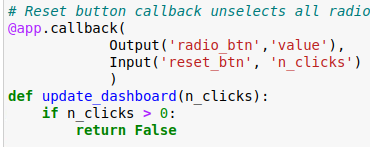 # Reset button callback unselects all radio
@app.callback(
Output('radio_btn','value'),
Input('reset_btn', 'n_clicks')
)
def update_dashboard(n_clicks):
if n_clicks > 0:
return False